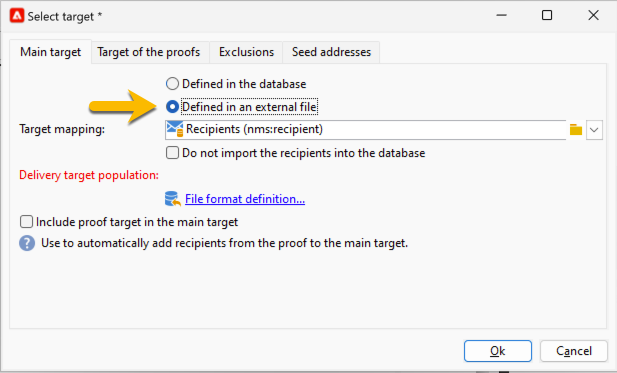 Select target *
Main target Target of the proofs Exclusions Seed addresses
Defined in the database
Defined in an external file
Target mapping: Recipients (nms:recipient)
Do not import the recipients into the database
Delivery target population:
File format definition...
Include proof target in the main target
? Use to automatically add recipients from the proof to the main target.
Ok Cancel